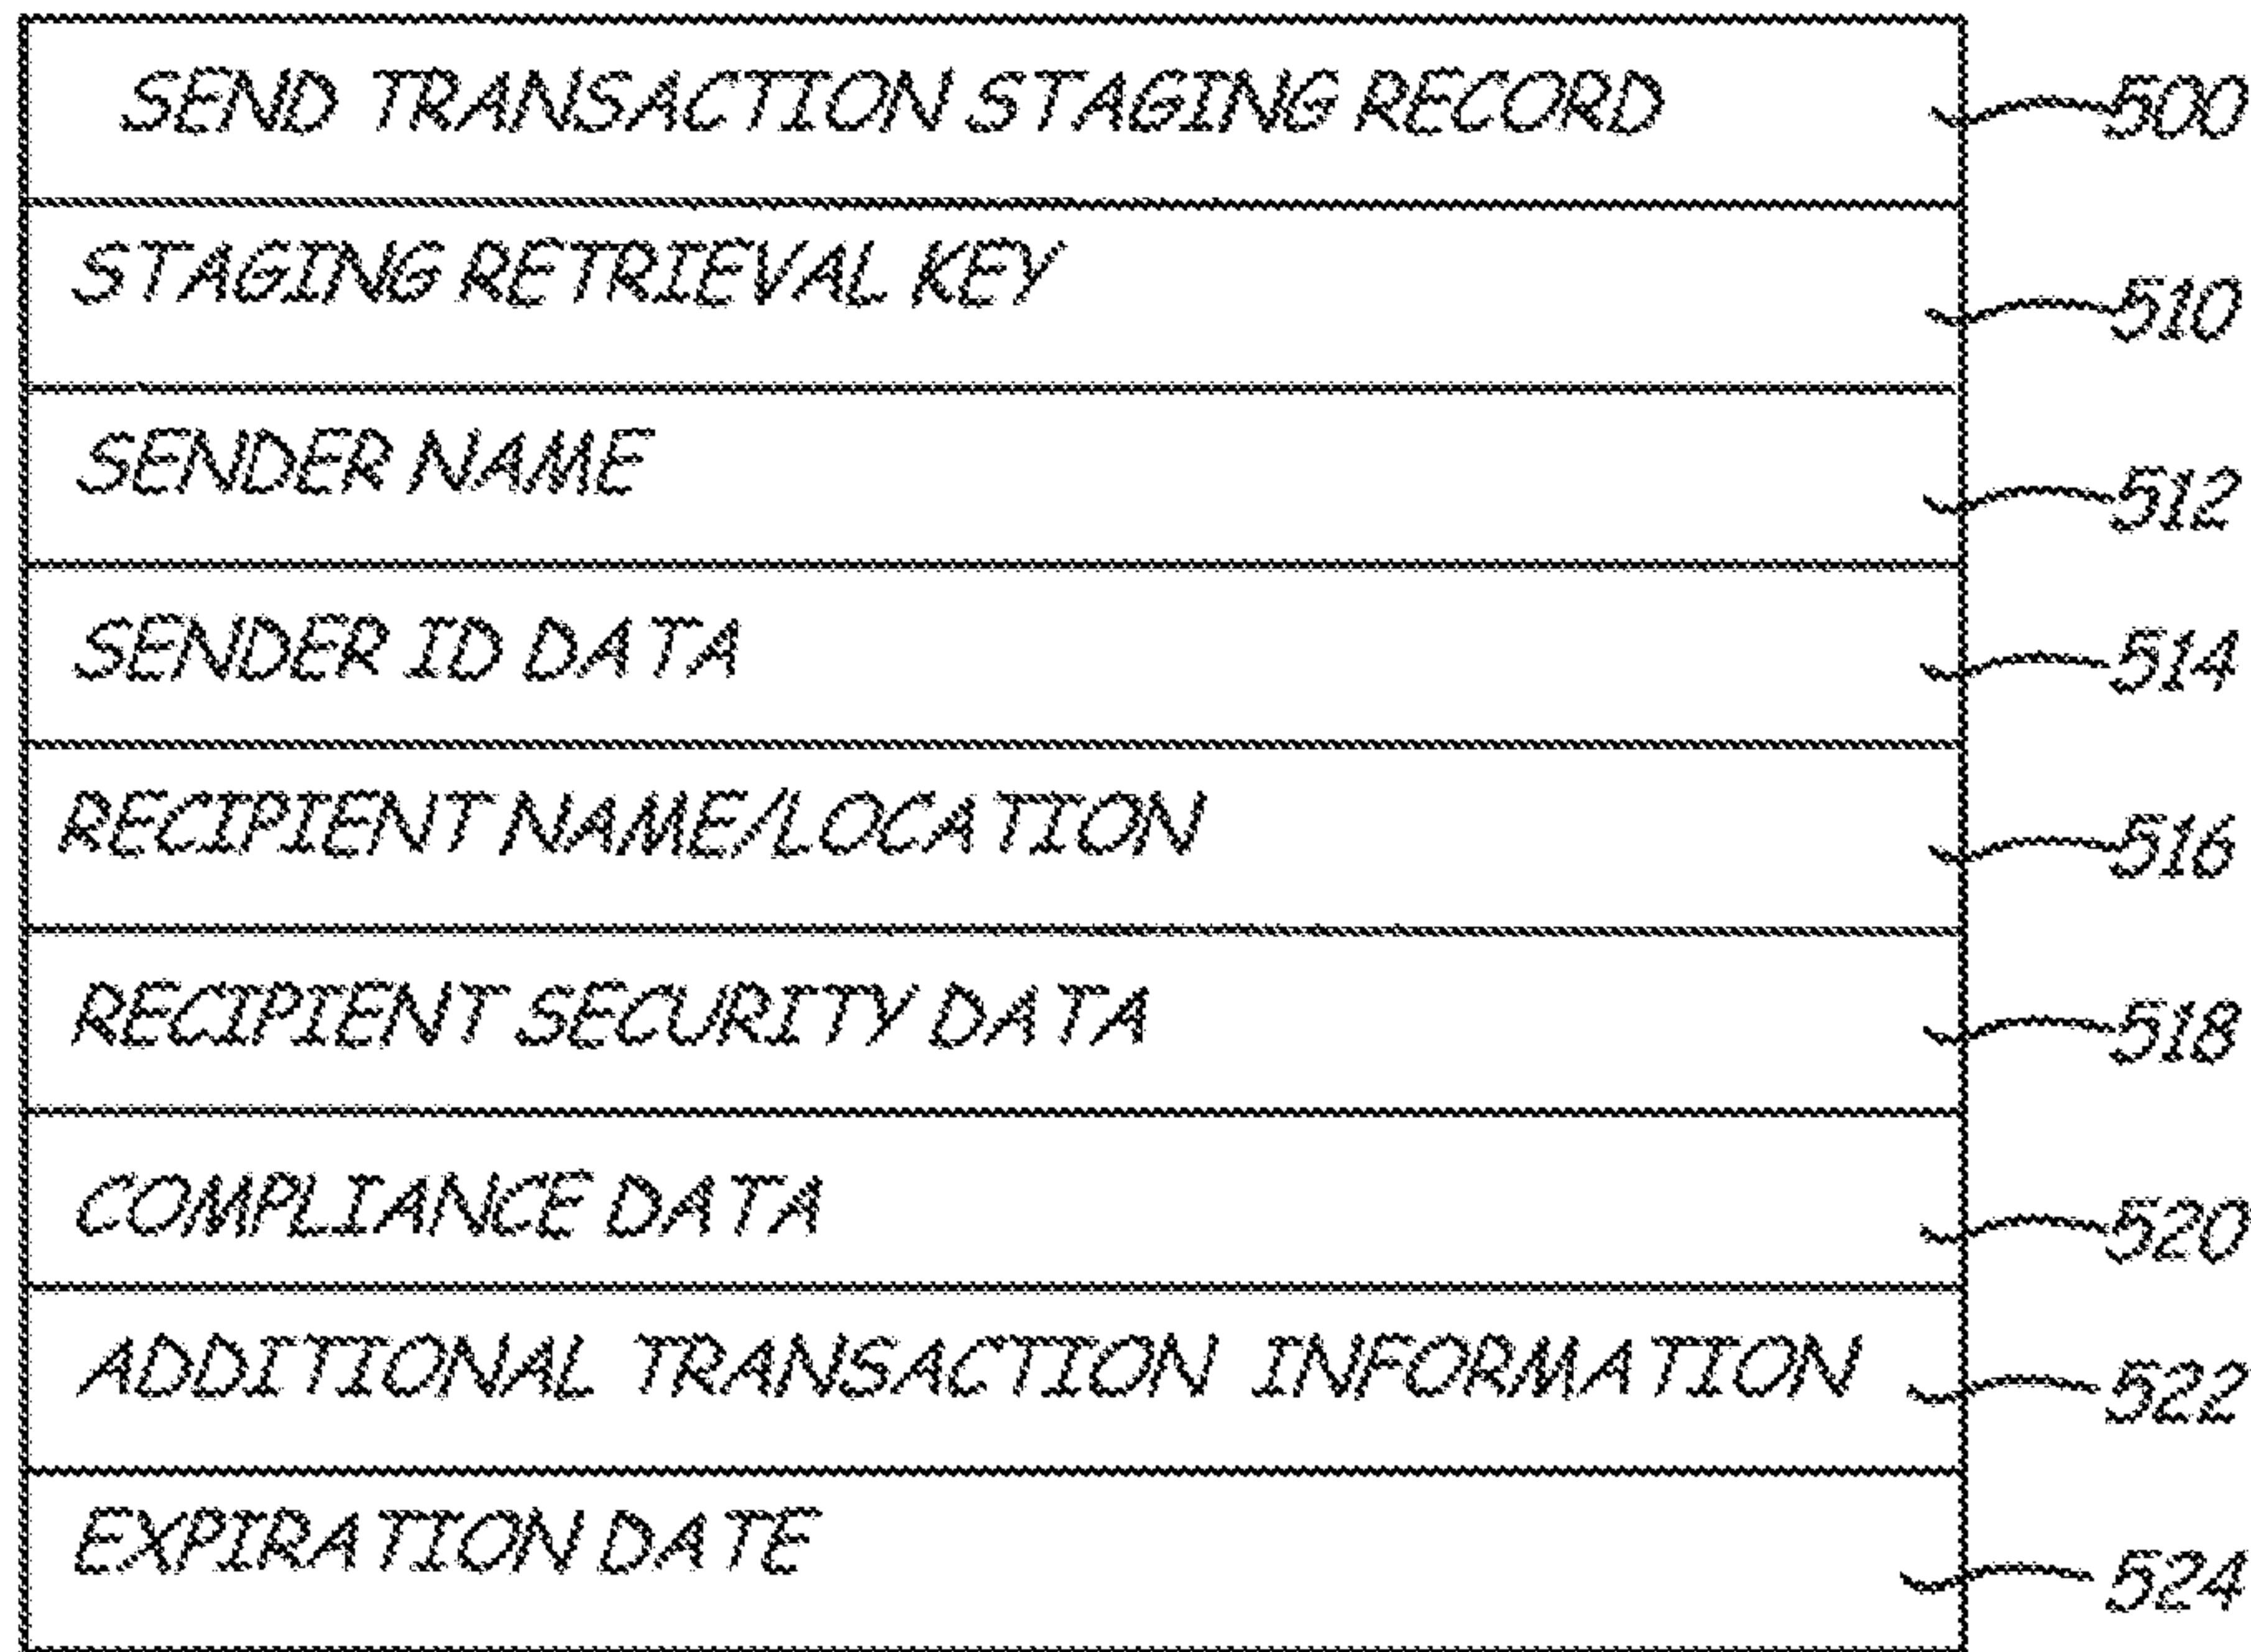 SEND TRANSACTION STAGING RECORD 500
STAGING RETRIEVAL KEY 510
SENDER NAME 512
SENDER ID DATA 514
RECIPIENT NAME/LOCATION 516
RECIPIENT SECURITY DATA 518
COMPLIANCE DATA 520
ADDITIONAL TRANSACTION INFORMATION 522
EXPIRATION DATE 524